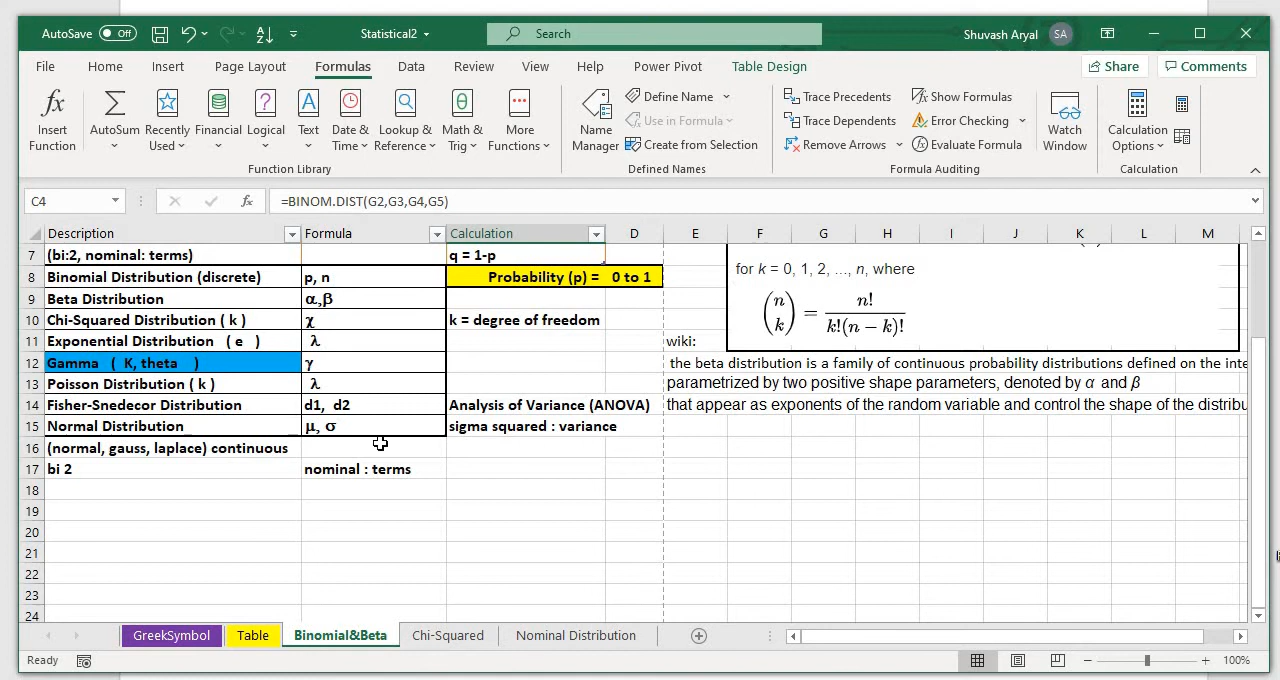 AutoSave Off Statistical2 Search Shuvash Aryal SA
File Home Insert Page Layout Formulas Data Review View Help Power Pivot Table Design Share Comments
fx Insert Function
Σ AutoSum
Recently Used
Financial
Logical
Text
Date & Time
Lookup & Reference
θ Math & Trig
More Functions
Function Library
Name Manager
Define Name
Use in Formula
Create from Selection
Defined Names
Trace Precedents
Trace Dependents
Remove Arrows
Show Formulas
Error Checking
Evaluate Formula
Formula Auditing
Watch Window
Calculation Options
Calculation
C4 fx =BINOM.DIST(G2,G3,G4,G5)
Description Formula Calculation D E F G H I J K L M
7 (bi:2, nominal: terms) q = 1-p
8 Binomial Distribution (discrete) p, n Probability (p) = 0 to 1
9 Beta Distribution α,β
10 Chi-Squared Distribution ( k ) χ k = degree of freedom
11 Exponential Distribution ( e ) λ wiki:
12 Gamma ( K, theta ) γ the beta distribution is a family of continuous probability distributions defined on the inte
13 Poisson Distribution ( k ) λ parametrized by two positive shape parameters, denoted by α and β
14 Fisher-Snedecor Distribution d1, d2 Analysis of Variance (ANOVA) that appear as exponents of the random variable and control the shape of the distribu
15 Normal Distribution μ, σ sigma squared : variance
16 (normal, gauss, laplace) continuous
17 bi 2 nominal : terms
18
19
20
21
22
23
24
for k = 0, 1, 2, ..., n, where
(n k) = n! / k!(n − k)!
GreekSymbol Table Binomial&Beta Chi-Squared Nominal Distribution
Ready 100%